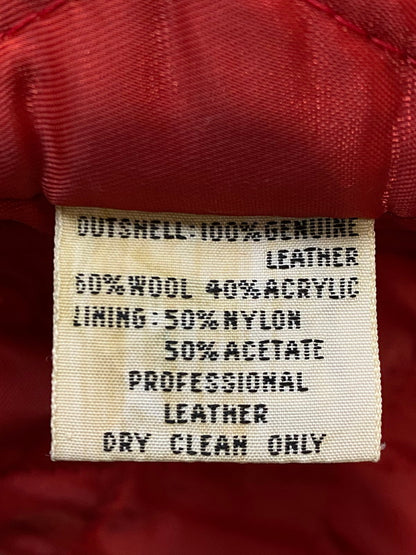 OUTSHELL: 100% GENUINE
LEATHER
60% WOOL 40% ACRYLIC
LINING: 50% NYLON
50% ACETATE
PROFESSIONAL
LEATHER
DRY CLEAN ONLY